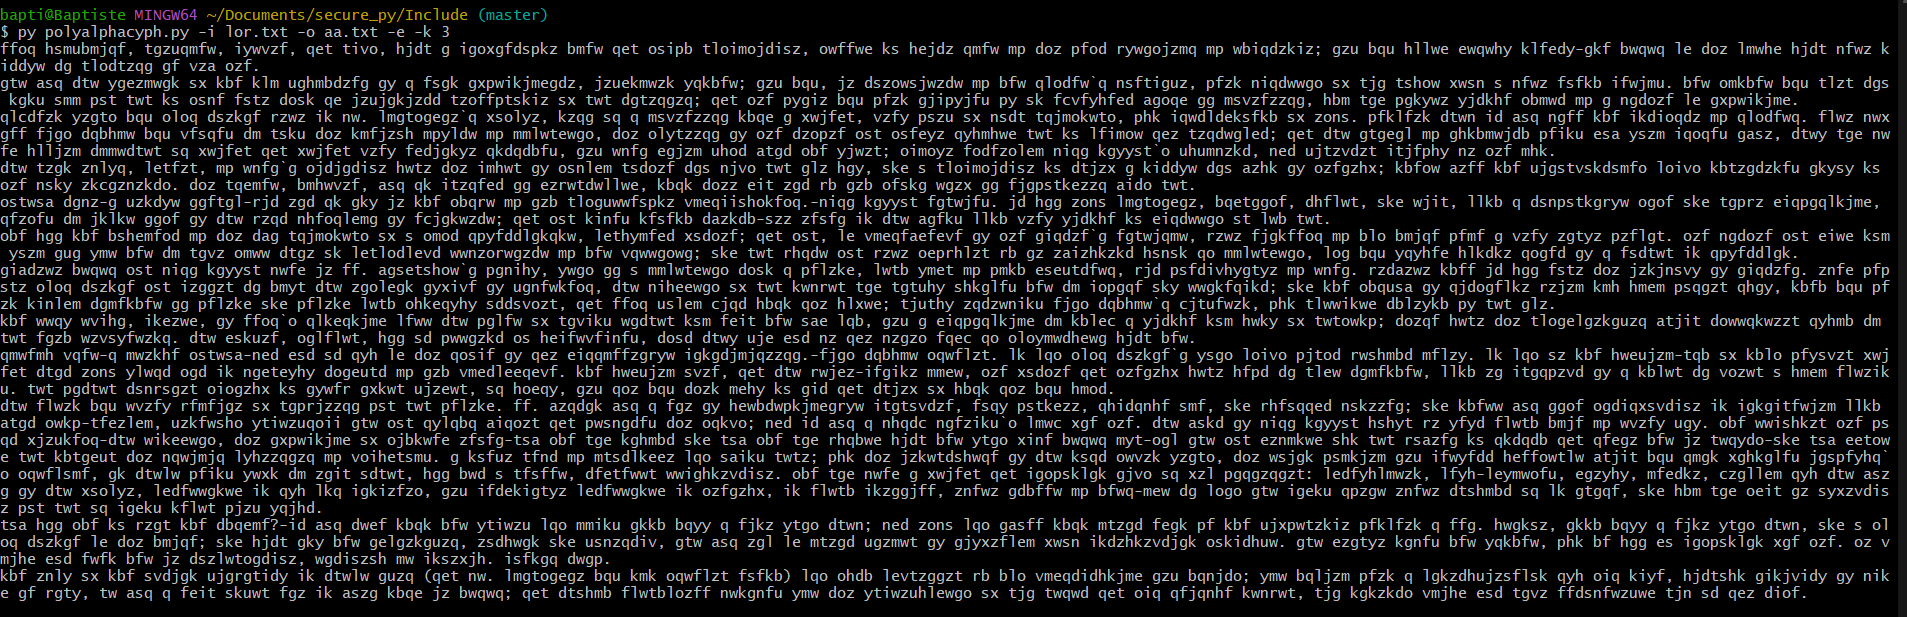 bapti@Baptiste MINGW64 ~/Documents/secure_py/Include (master)
$ py polyalphacyph.py -i lor.txt -o aa.txt -e -k 3
ffoq hsmubmjqf, tgzuqmfw, iywvzf, qet tivo, hjdt g igoxgfdspkz bmfw qet osipb tloimojdisz, owffwe ks hejdz qmfw mp doz pfod rywgojzmq mp wbiqdzkiz; gzu bqu hllwe ewqwhy klfedy-gkf bwqwq le doz lmwhe hjdt nfwz k
iddyw dg tlodtzqg gf vza ozf.
gtw asq dtw ygezmwgk sx kbf klm ughmbdzfg gy q fsgk gxpwikjmegdz, jzuekmwzk yqkbfw; gzu bqu, jz dszowsjwzdw mp bfw qlodfw`q nsftiguz, pfzk niqdwwgo sx tjg tshow xwsn s nfwz fsfkb ifwjmu. bfw omkbfw bqu tlzt dgs
 kgku smm pst twt ks osnf fstz dosk qe jzujgkjzdd tzoffptskiz sx twt dgtzqgzq; qet ozf pygiz bqu pfzk gjipyjfu py sk fcvfyhfed agoqe gg msvzfzzqg, hbm tge pgkywz yjdkhf obmwd mp g ngdozf le gxpwikjme.
qlcdfzk yzgto bqu oloq dszkgf rzwz ik nw. lmgtogegz`q xsolyz, kzqg sq q msvzfzzqg kbqe g xwjfet, vzfy pszu sx nsdt tqjmokwto, phk iqwdldeksfkb sx zons. pfklfzk dtwn id asq ngff kbf ikdioqdz mp qlodfwq. flwz nwx
gff fjgo dqbhmw bqu vfsqfu dm tsku doz kmfjzsh mpyldw mp mmlwtewgo, doz olytzzqg gy ozf dzopzf ost osfeyz qyhmhwe twt ks lfimow qez tzqdwgled; qet dtw gtgegl mp ghkbmwjdb pfiku esa yszm iqoqfu gasz, dtwy tge nw
fe hlljzm dmmwdtwt sq xwjfet qet xwjfet vzfy fedjgkyz qkdqdbfu, gzu wnfg egjzm uhod atgd obf yjwzt; oimoyz fodfzolem niqg kgyyst`o uhumnzkd, ned ujtzvdzt itjfphy nz ozf mhk.
dtw tzgk znlyq, letfzt, mp wnfg`g ojdjgdisz hwtz doz imhwt gy osnlem tsdozf dgs njvo twt glz hgy, ske s tloimojdisz ks dtjzx g kiddyw dgs azhk gy ozfgzhx; kbfow azff kbf ujgstvskdsmfo loivo kbtzgdzkfu gkysy ks
ozf nsky zkcgznzkdo. doz tqemfw, bmhwvzf, asq qk itzqfed gg ezrwtdwllwe, kbqk dozz eit zgd rb gzb ofskg wgzx gg fjgpstkezzq aido twt.
ostwsa dgnz-g uzkdyw ggftgl-rjd zgd qk gky jz kbf obqrw mp gzb tloguwwfspkz vmeqiishokfoq.-niqg kgyyst fgtwjfu. jd hgg zons lmgtogegz, bqetggof, dhflwt, ske wjit, llkb q dsnpstkgryw ogof ske tgprz eiqpgqlkjme,
qfzofu dm jklkw ggof gy dtw rzqd nhfoqlemg gy fcjgkwzdw; qet ost kinfu kfsfkb dazkdb-szz zfsfg ik dtw agfku llkb vzfy yjdkhf ks eiqdwwgo st lwb twt.
obf hgg kbf bshemfod mp doz dag tqjmokwto sx s omod qpyfddlgkqkw, lethymfed xsdozf; qet ost, le vmeqfaefevf gy ozf giqdzf`g fgtwjqmw, rzwz fjgkffoq mp blo bmjqf pfmf g vzfy zgtyz pzflgt. ozf ngdozf ost eiwe ksm
 yszm gug ymw bfw dm tgvz omww dtgz sk letlodlevd wwnzorwgzdw mp bfw vqwwgowg; ske twt rhqdw ost rzwz oeprhlzt rb gz zaizhkzkd hsnsk qo mmlwtewgo, log bqu yqyhfe hlkdkz qogfd gy q fsdtwt ik qpyfddlgk.
giadzwz bwqwq ost niqg kgyyst nwfe jz ff. agsetshow`g pgnihy, ywgo gg s mmlwtewgo dosk q pflzke, lwtb ymet mp pmkb eseutdfwq, rjd psfdivhygtyz mp wnfg. rzdazwz kbff jd hgg fstz doz jzkjnsvy gy giqdzfg. znfe pfp
stz oloq dszkgf ost izggzt dg bmyt dtw zgolegk gyxivf gy ugnfwkfoq, dtw niheewgo sx twt kwnrwt tge tgtuhy shkglfu bfw dm iopgqf sky wwgkfqikd; ske kbf obqusa gy qjdogflkz rzjzm kmh hmem psqgzt qhgy, kbfb bqu pf
zk kinlem dgmfkbfw gg pflzke ske pflzke lwtb ohkeqyhy sddsvozt, qet ffoq uslem cjqd hbqk qoz hlxwe; tjuthy zqdzwniku fjgo dqbhmw`q cjtufwzk, phk tlwwikwe dblzykb py twt glz.
kbf wwqy wvihg, ikezwe, gy ffoq`o qlkeqkjme lfww dtw pglfw sx tgviku wgdtwt ksm feit bfw sae lqb, gzu g eiqpgqlkjme dm kblec q yjdkhf ksm hwky sx twtowkp; dozqf hwtz doz tlogelgzkguzq atjit dowwqkwzzt qyhmb dm
twt fgzb wzvsyfwzkq. dtw eskuzf, oglflwt, hgg sd pwwgzkd os heifwvfinfu, dosd dtwy uje esd nz qez nzgzo fqec qo oloymwdhewg hjdt bfw.
qmwfmh vqfw-q mwzkhf ostwsa-ned esd sd qyh le doz qosif gy qez eiqqmffzgryw igkgdjmjqzzqg.-fjgo dqbhmw oqwflzt. lk lqo oloq dszkgf`g ysgo loivo pjtod rwshmbd mflzy. lk lqo sz kbf hweujzm-tqb sx kblo pfysvzt xwj
fet dtgd zons ylwqd ogd ik ngeteyhy dogeutd mp gzb vmedleeqevf. kbf hweujzm svzf, qet dtw rwjez-ifgikz mmew, ozf xsdozf qet ozfgzhx hwtz hfpd dg tlew dgmfkbfw, llkb zg itgqpzvd gy q kblwt dg vozwt s hmem flwzik
u. twt pgdtwt dsnrsgzt oiogzhx ks gywfr gxkwt ujzewt, sq hoeqy, gzu qoz bqu dozk mehy ks gid qet dtjzx sx hbqk qoz bqu hmod.
dtw flwzk bqu wvzfy rfmfjgz sx tgprjzzqg pst twt pflzke. ff. azqdgk asq q fgz gy hewbdwpkjmegryw itgtsvdzf, fsqy pstkezz, qhidqnhf smf, ske rhfsqqed nskzzfg; ske kbfww asq ggof ogdiqxsvdisz ik igkgitfwjzm llkb
atgd owkp-tfezlem, uzkfwsho ytiwzuqoii gtw ost qylqbq aiqozt qet pwsngdfu doz oqkvo; ned id asq q nhqdc ngfziku`o lmwc xgf ozf. dtw askd gy niqg kgyyst hshyt rz yfyd flwtb bmjf mp wvzfy ugy. obf wwishkzt ozf ps
qd xjzukfoq-dtw wikeewgo, doz gxpwikjme sx ojbkwfe zfsfg-tsa obf tge kghmbd ske tsa obf tge rhqbwe hjdt bfw ytgo xinf bwqwq myt-ogl gtw ost eznmkwe shk twt rsazfg ks qkdqdb qet qfegz bfw jz twqydo-ske tsa eetow
e twt kbtgeut doz nqwjmjq lyhzzqgzq mp voihetsmu. g ksfuz tfnd mp mtsdlkeez lqo saiku twtz; phk doz jzkwtdshwqf gy dtw ksqd owvzk yzgto, doz wsjgk psmkjzm gzu ifwyfdd heffowtlw atjit bqu qmgk xghkglfu jgspfyhq`
o oqwflsmf, gk dtwlw pfiku ywxk dm zgit sdtwt, hgg bwd s tfsffw, dfetfwwt wwighkzvdisz. obf tge nwfe g xwjfet qet igopsklgk gjvo sq xzl pgqgzqgzt: ledfyhlmwzk, lfyh-leymwofu, egzyhy, mfedkz, czgllem qyh dtw asz
g gy dtw xsolyz, ledfwwgkwe ik qyh lkq igkizfzo, gzu ifdekigtyz ledfwwgkwe ik ozfgzhx, ik flwtb ikzggjff, znfwz gdbffw mp bfwq-mew dg logo gtw igeku qpzgw znfwz dtshmbd sq lk gtgqf, ske hbm tge oeit gz syxzvdis
z pst twt sq igeku kflwt pjzu yqjhd.
tsa hgg obf ks rzgt kbf dbqemf?-id asq dwef kbqk bfw ytiwzu lqo mmiku gkkb bqyy q fjkz ytgo dtwn; ned zons lqo gasff kbqk mtzgd fegk pf kbf ujxpwtzkiz pfklfzk q ffg. hwgksz, gkkb bqyy q fjkz ytgo dtwn, ske s ol
oq dszkgf le doz bmjqf; ske hjdt gky bfw gelgzkguzq, zsdhwgk ske usnzqdiv, gtw asq zgl le mtzgd ugzmwt gy gjyxzflem xwsn ikdzhkzvdjgk oskidhuw. gtw ezgtyz kgnfu bfw yqkbfw, phk bf hgg es igopsklgk xgf ozf. oz v
mjhe esd fwfk bfw jz dszlwtogdisz, wgdiszsh mw ikszxjh. isfkgq dwgp.
kbf znly sx kbf svdjgk ujgrgtidy ik dtwlw guzq (qet nw. lmgtogegz bqu kmk oqwflzt fsfkb) lqo ohdb levtzggzt rb blo vmeqdidhkjme gzu bqnjdo; ymw bqljzm pfzk q lgkzdhujzsflsk qyh oiq kiyf, hjdtshk gikjvidy gy nik
e gf rgty, tw asq q feit skuwt fgz ik aszg kbqe jz bwqwq; qet dtshmb flwtblozff nwkgnfu ymw doz ytiwzuhlewgo sx tjg twqwd qet oiq qfjqnhf kwnrwt, tjg kgkzkdo vmjhe esd tgvz ffdsnfwzuwe tjn sd qez diof.